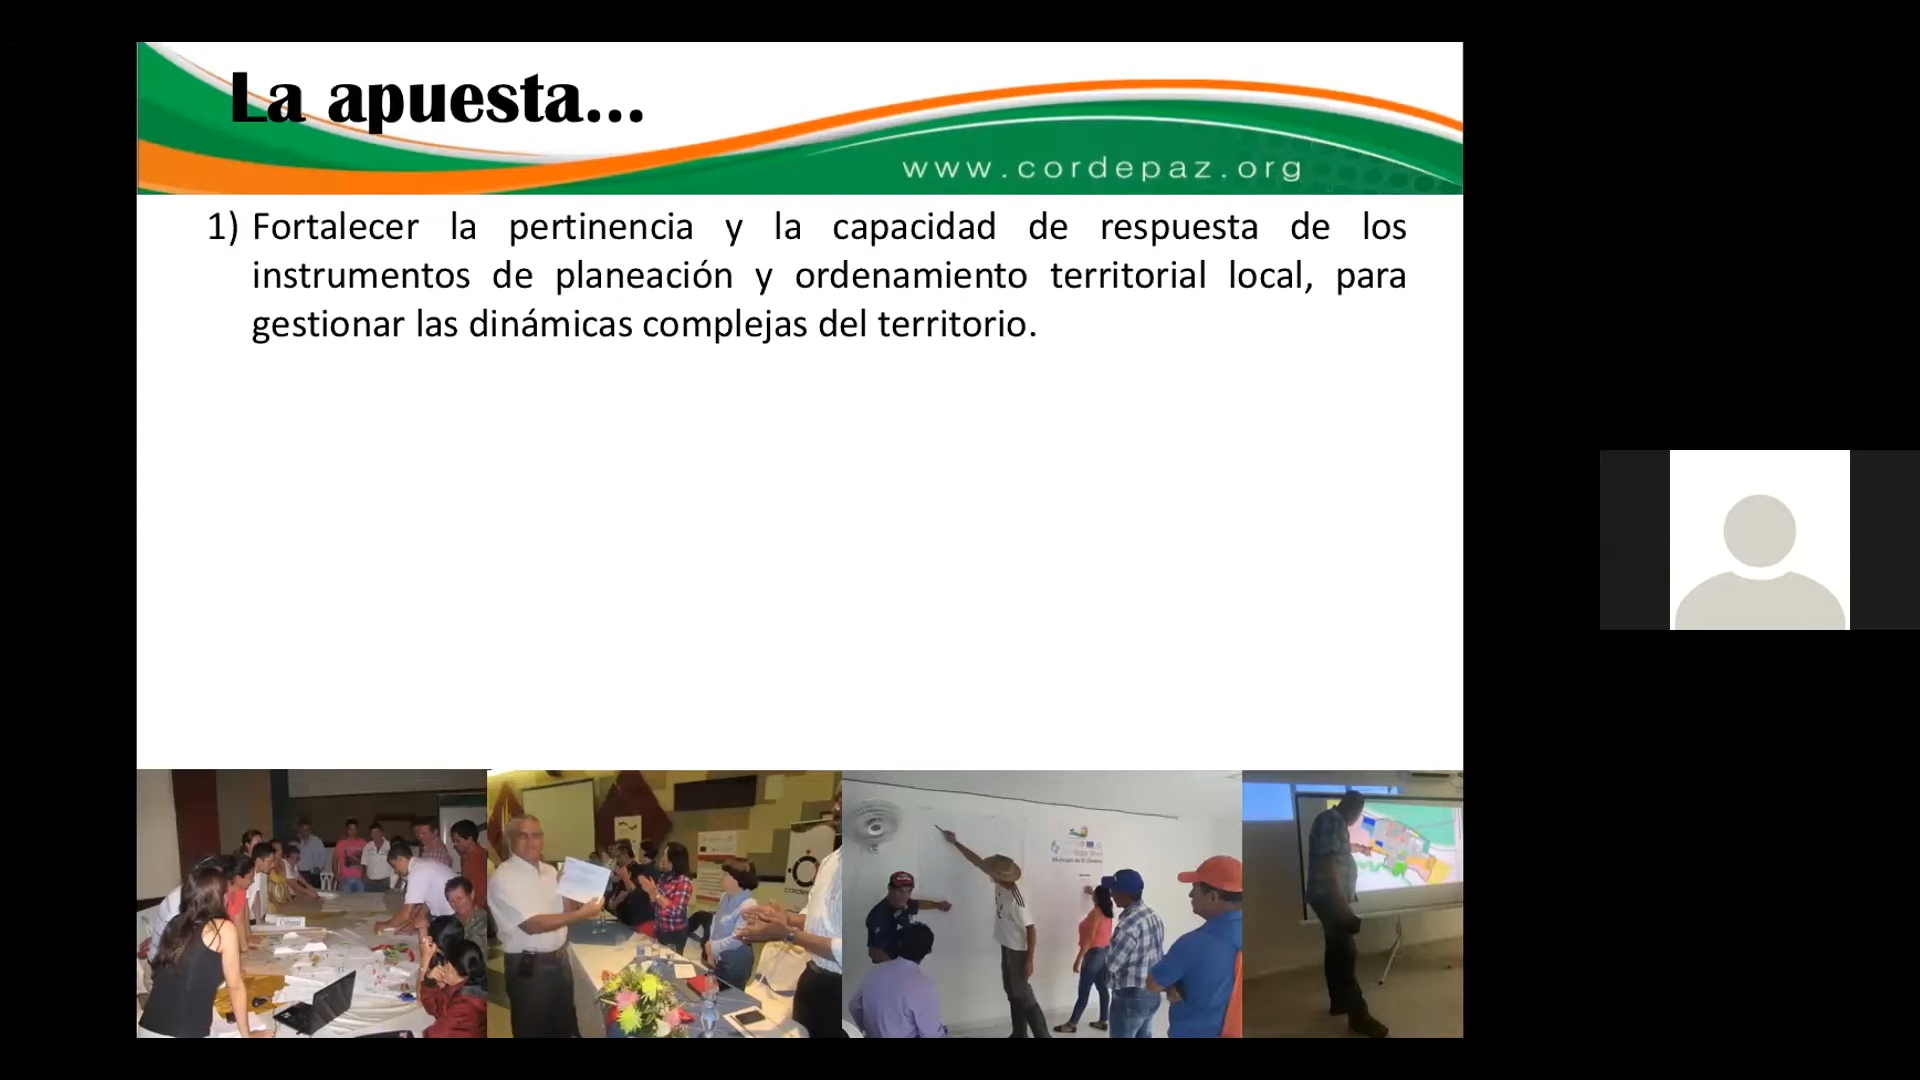 La apuesta...
www.cordepaz.org
1) Fortalecer la pertinencia y la capacidad de respuesta de los
instrumentos de planeación y ordenamiento territorial local, para
gestionar las dinámicas complejas del territorio.